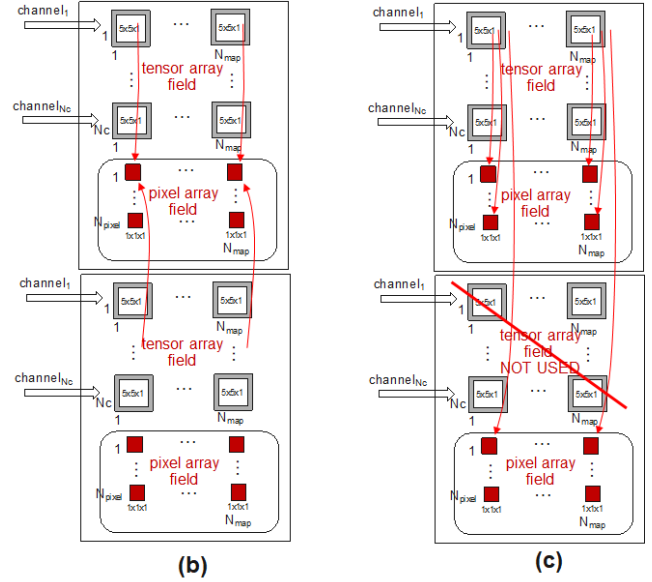 channel1
5x5x1 ... 5x5x1
1
1 Nmap
tensor array
field
channelNc
5x5x1 ... 5x5x1
Nc
1 Nmap
1 ...
pixel array
field
Npixel ...
1x1x1 1x1x1
Nmap
channel1
5x5x1 ... 5x5x1
1
1 Nmap
tensor array
field
channelNc
5x5x1 ... 5x5x1
Nc
1 Nmap
1 ...
pixel array
field
Npixel ...
1x1x1 1x1x1
Nmap
(b)
channel1
5x5x1 ... 5x5x1
1
1 Nmap
tensor array
field
channelNc
5x5x1 ... 5x5x1
Nc
1 Nmap
1 ...
pixel array
field
Npixel ...
1x1x1 1x1x1
Nmap
channel1
5x5x1 ... 5x5x1
1
1 Nmap
tensor array
field
NOT USED
channelNc
5x5x1 ... 5x5x1
Nc
1 Nmap
1 ...
pixel array
field
Npixel ...
1x1x1 1x1x1
Nmap
(c)